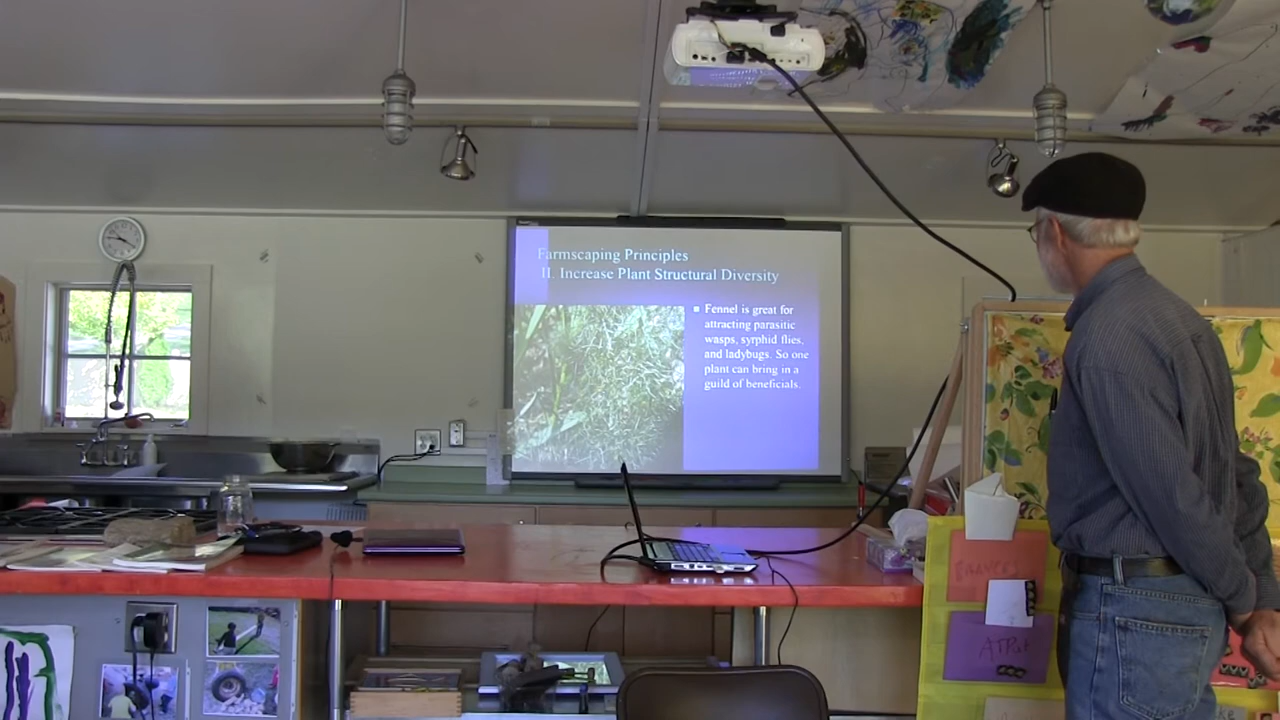 Farmscaping Principles
II. Increase Plant Structural Diversity
■ Fennel is great for
attracting parasitic
wasps, syrphid flies,
and ladybugs. So one
plant can bring in a
guild of beneficials.